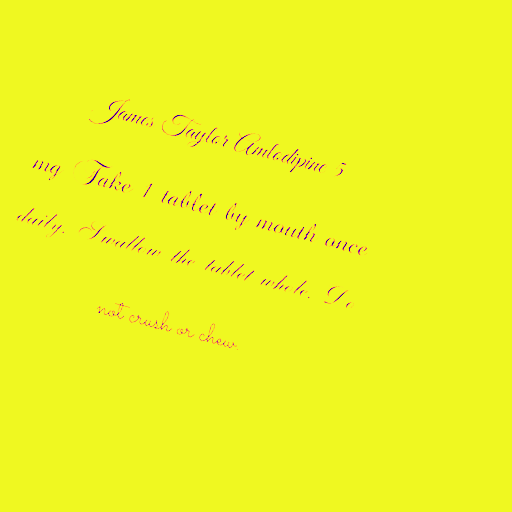 James Taylor Amlodipine 5
mg Take 1 tablet by mouth once
daily. Swallow the tablet whole. Do
not crush or chew.